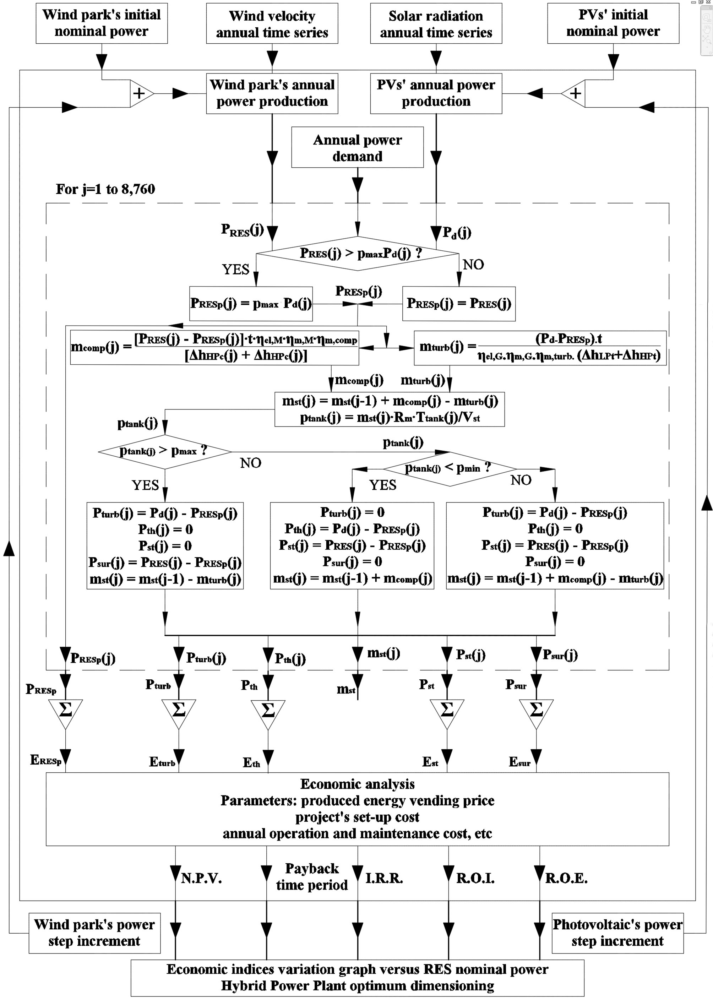 Wind park's initial
nominal power
Wind velocity
annual time series
Solar radiation
annual time series
PVs' initial
nominal power
+
Wind park's annual
power production
PVs' annual power
production
+
Annual power
demand
For j=1 to 8,760
PRES(j)
Pd(j)
PRES(j) > pmaxPd(j) ?
YES
NO
PRESp(j) = pmax Pd(j)
PRESp(j)
PRESp(j) = PRES(j)
mcomp(j) = [PRES(j) - PRESp(j)]·t·ηel,M·ηm,M·ηm,comp
[ΔhHPc(j) + ΔhHPc(j)]
mturb(j) = (Pd-PRESp).t
ηel,G.ηm,G.ηm,turb. (ΔhLPt+ΔhHPt)
mcomp(j)
mturb(j)
mst(j) = mst(j-1) + mcomp(j) - mturb(j)
ptank(j) = mst(j)·Rm·Ttank(j)/Vst
ptank(j)
ptank(j) > pmax ?
NO
YES
ptank(j)
ptank(j) < pmin ?
YES
NO
Pturb(j) = Pd(j) - PRESp(j)
Pth(j) = 0
Pst(j) = 0
Psur(j) = PRES(j) - PRESp(j)
mst(j) = mst(j-1) - mturb(j)
Pturb(j) = 0
Pth(j) = Pd(j) - PRESp(j)
Pst(j) = PRES(j) - PRESp(j)
Psur(j) = 0
mst(j) = mst(j-1) + mcomp(j)
Pturb(j) = Pd(j) - PRESp(j)
Pth(j) = 0
Pst(j) = PRES(j) - PRESp(j)
Psur(j) = 0
mst(j) = mst(j-1) + mcomp(j) - mturb(j)
PRESp(j)
Pturb(j)
Pth(j)
mst(j)
Pst(j)
Psur(j)
PRESp
Pturb
Pth
mst
Pst
Psur
Σ
Σ
Σ
Σ
Σ
ERESp
Eturb
Eth
Est
Esur
Economic analysis
Parameters: produced energy vending price
project's set-up cost
annual operation and maintenance cost, etc
N.P.V.
Payback
time period
I.R.R.
R.O.I.
R.O.E.
Wind park's power
step increment
Photovoltaic's power
step increment
Economic indices variation graph versus RES nominal power
Hybrid Power Plant optimum dimensioning